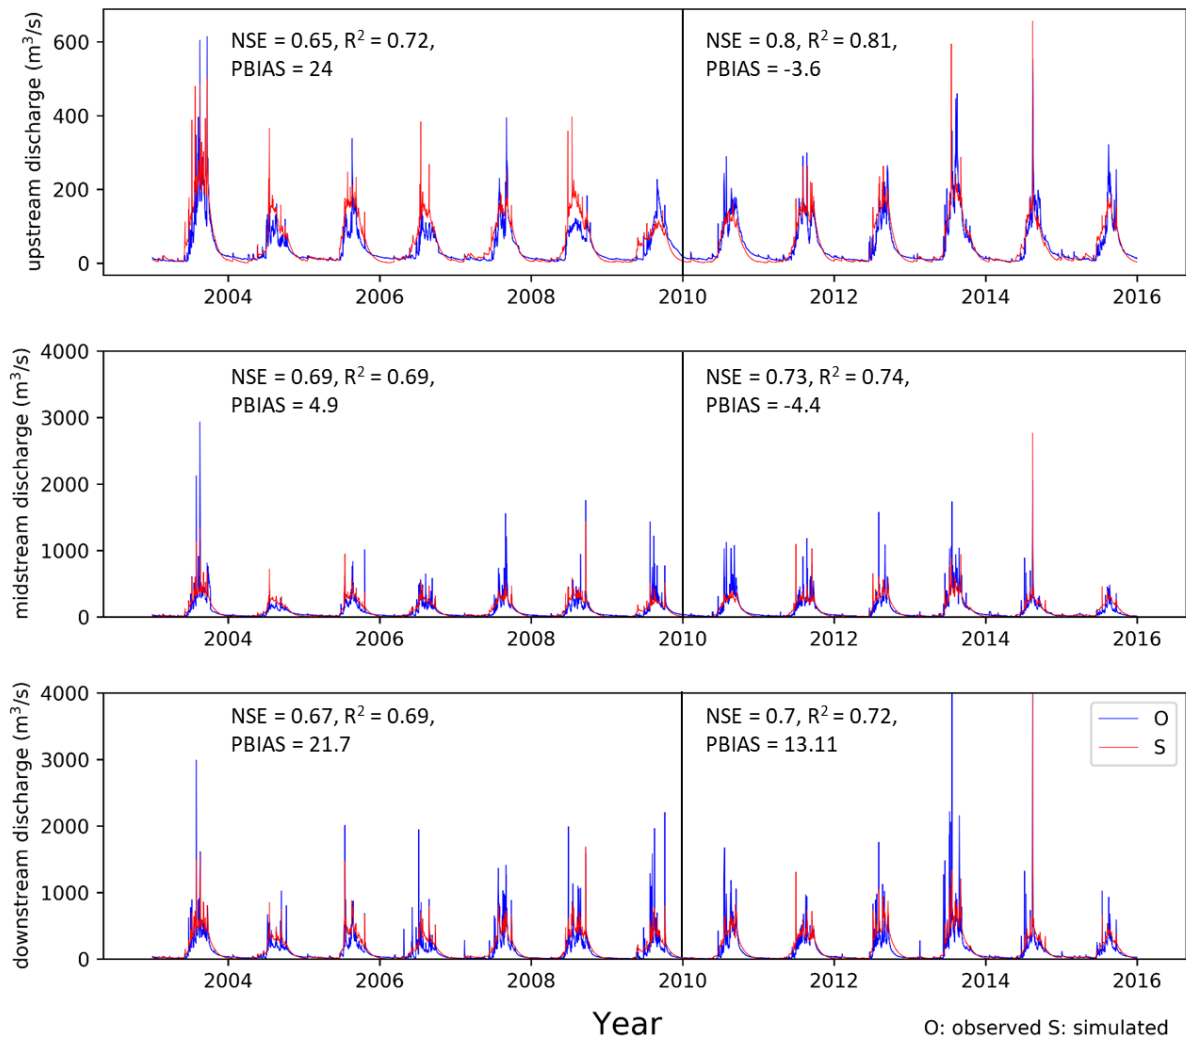 NSE = 0.65, R² = 0.72,
PBIAS = 24
NSE = 0.8, R² = 0.81,
PBIAS = -3.6
upstream discharge (m³/s)
600
400
200
0
2004 2006 2008 2010 2012 2014 2016
NSE = 0.69, R² = 0.69,
PBIAS = 4.9
NSE = 0.73, R² = 0.74,
PBIAS = -4.4
midstream discharge (m³/s)
4000
3000
2000
1000
0
2004 2006 2008 2010 2012 2014 2016
NSE = 0.67, R² = 0.69,
PBIAS = 21.7
NSE = 0.7, R² = 0.72,
PBIAS = 13.11
O
S
downstream discharge (m³/s)
4000
3000
2000
1000
0
2004 2006 2008 2010 2012 2014 2016
Year
O: observed S: simulated